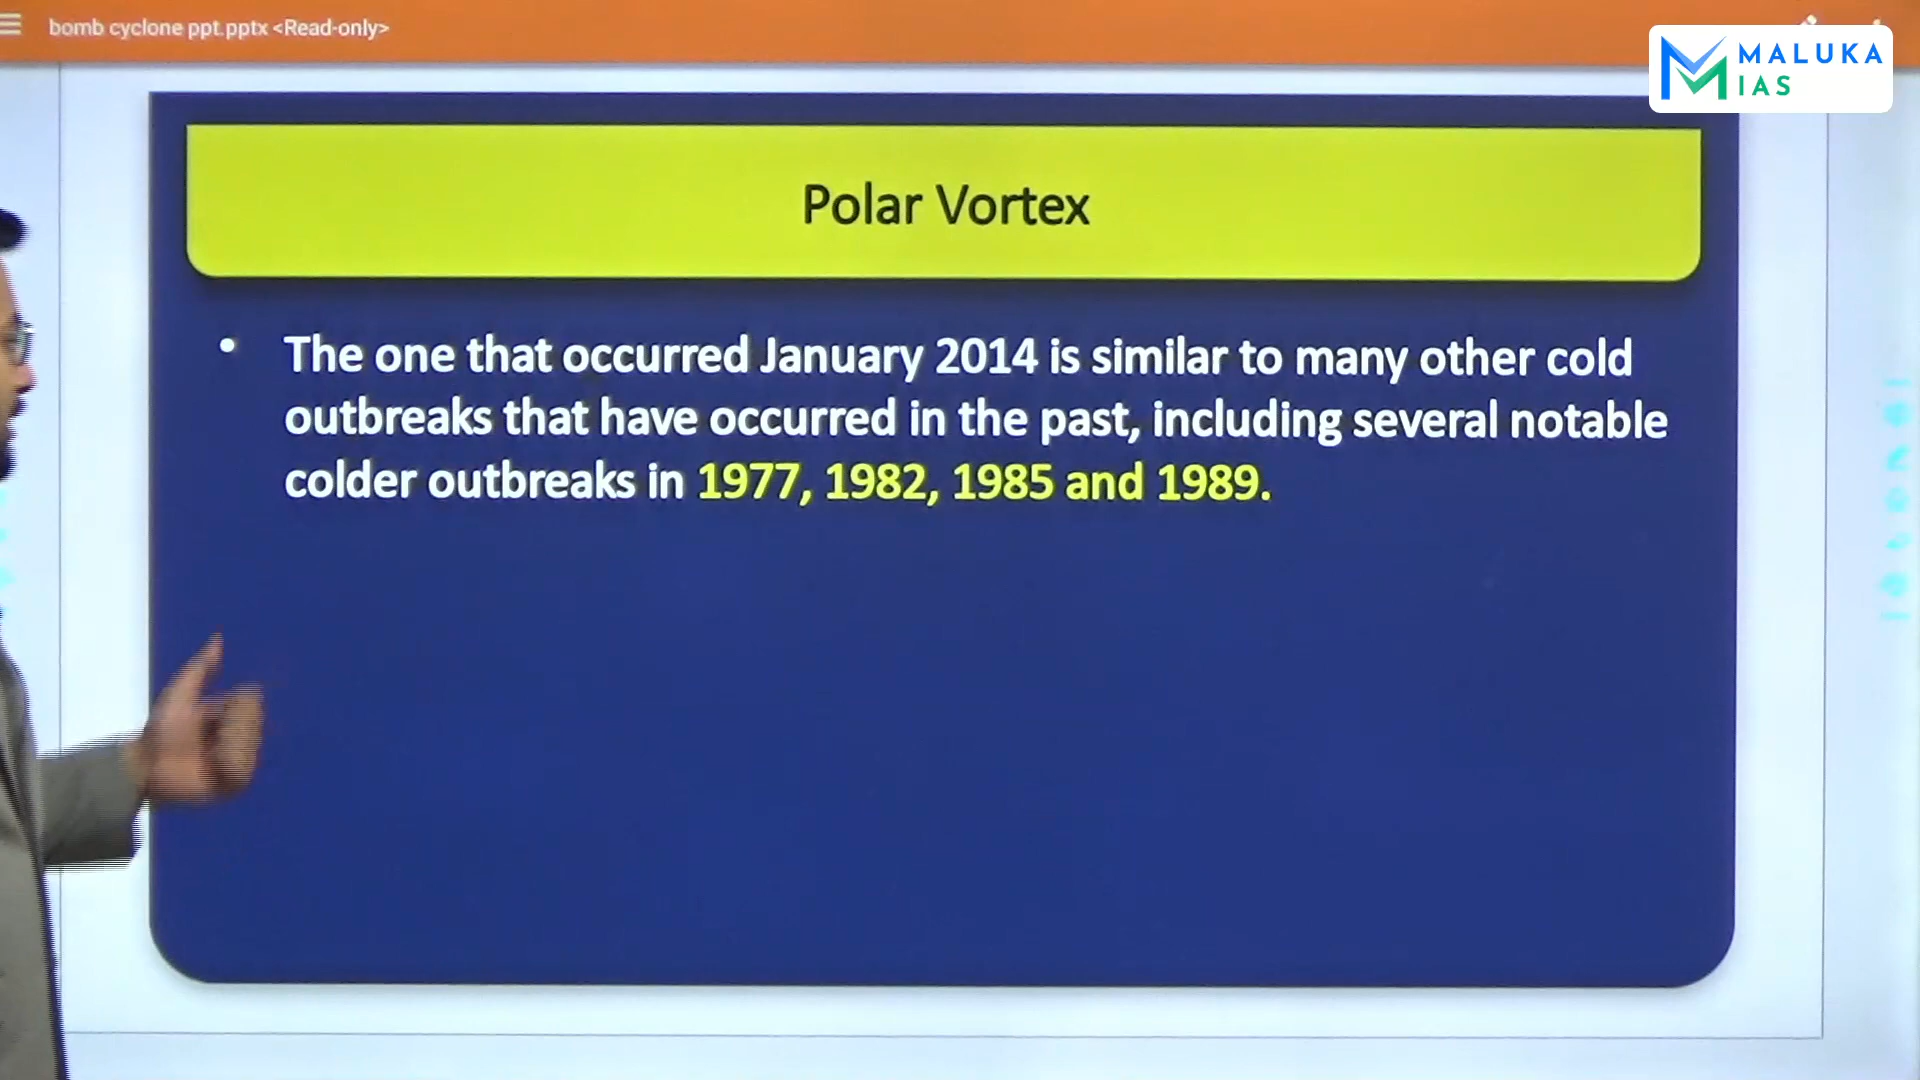 bomb cyclone ppt.pptx <Read-only>
MALUKA
IAS
Polar Vortex
• The one that occurred January 2014 is similar to many other cold
outbreaks that have occurred in the past, including several notable
colder outbreaks in 1977, 1982, 1985 and 1989.